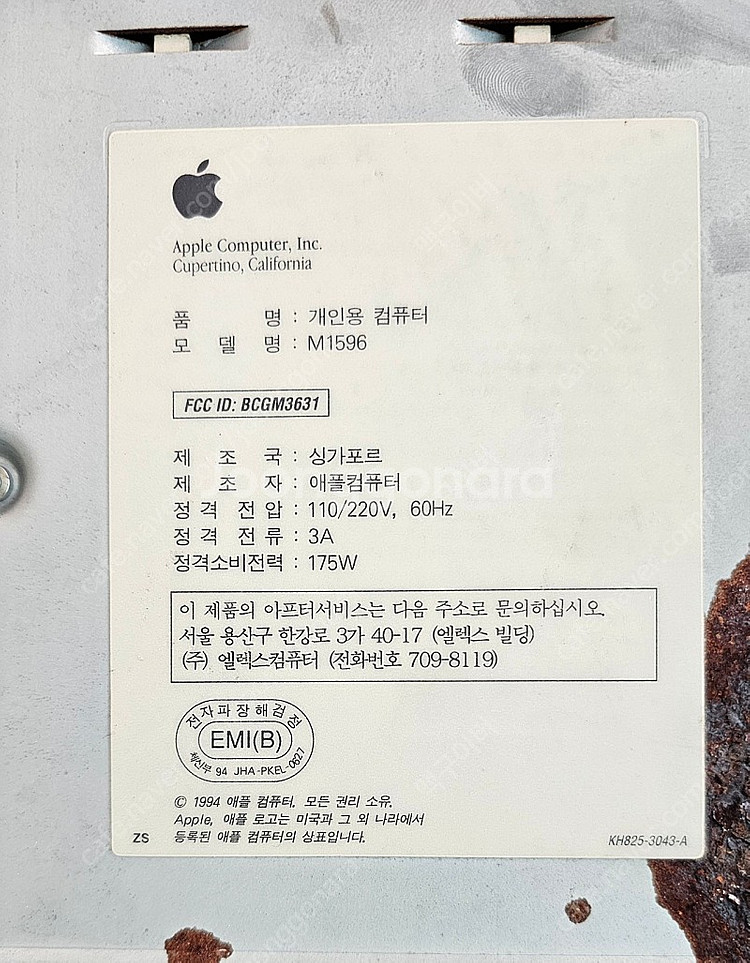 Apple Computer, Inc.
Cupertino, California
품 명 : 개인용 컴퓨터
모 델 명 : M1596
FCC ID: BCGM3631
제 조 국 : 싱가포르
제 조 자 : 애플컴퓨터
정 격 전 압 : 110/220V, 60Hz
정 격 전 류 : 3A
정격소비전력 : 175W
이 제품의 아프터서비스는 다음 주소로 문의하십시오.
서울 용산구 한강로 3가 40-17 (엘렉스 빌딩)
(주) 엘렉스컴퓨터 (전화번호 709-8119)
전자파장해검정
EMI(B)
체신부 94 JHA-PKEL-0627
© 1994 애플 컴퓨터, 모든 권리 소유.
Apple, 애플 로고는 미국과 그 외 나라에서
등록된 애플 컴퓨터의 상표입니다.
ZS
KH825-3043-A